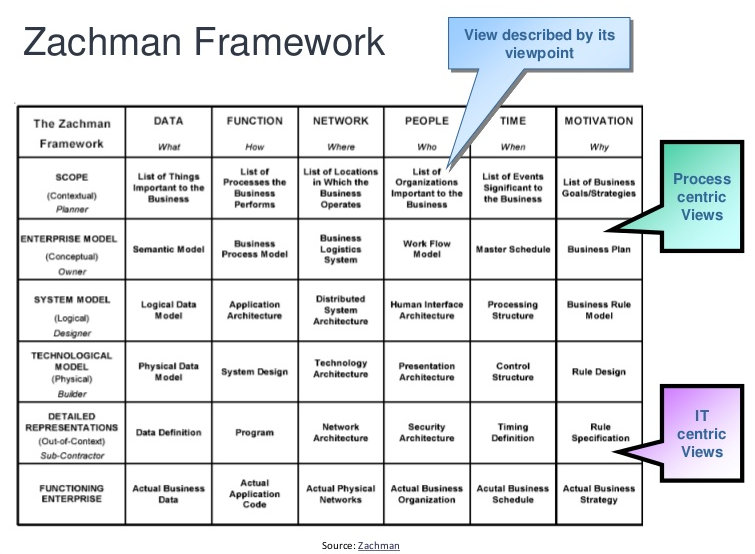 Zachman Framework
View described by its
viewpoint
The Zachman
Framework
DATA
What
FUNCTION
How
NETWORK
Where
PEOPLE
Who
TIME
When
MOTIVATION
Why
SCOPE
(Contextual)
Planner
List of Things
Important to the
Business
List of
Processes the
Business
Performs
List of Locations
in Which the
Business
Operates
List of
Organizations
Important to the
Business
List of Events
Significant to
the Business
List of Business
Goals/Strategies
Process
centric
Views
ENTERPRISE MODEL
(Conceptual)
Owner
Semantic Model
Business
Process Model
Business
Logistics
System
Work Flow
Model
Master Schedule
Business Plan
SYSTEM MODEL
(Logical)
Designer
Logical Data
Model
Application
Architecture
Distributed
System
Architecture
Human Interface
Architecture
Processing
Structure
Business Rule
Model
TECHNOLOGICAL
MODEL
(Physical)
Builder
Physical Data
Model
System Design
Technology
Architecture
Presentation
Architecture
Control
Structure
Rule Design
DETAILED
REPRESENTATIONS
(Out-of-Context)
Sub-Contractor
Data Definition
Program
Network
Architecture
Security
Architecture
Timing
Definition
Rule
Specification
IT
centric
Views
FUNCTIONING
ENTERPRISE
Actual Business
Data
Actual
Application
Code
Actual Physical
Networks
Actual Business
Organization
Acutal Business
Schedule
Actual Business
Strategy
Source: Zachman